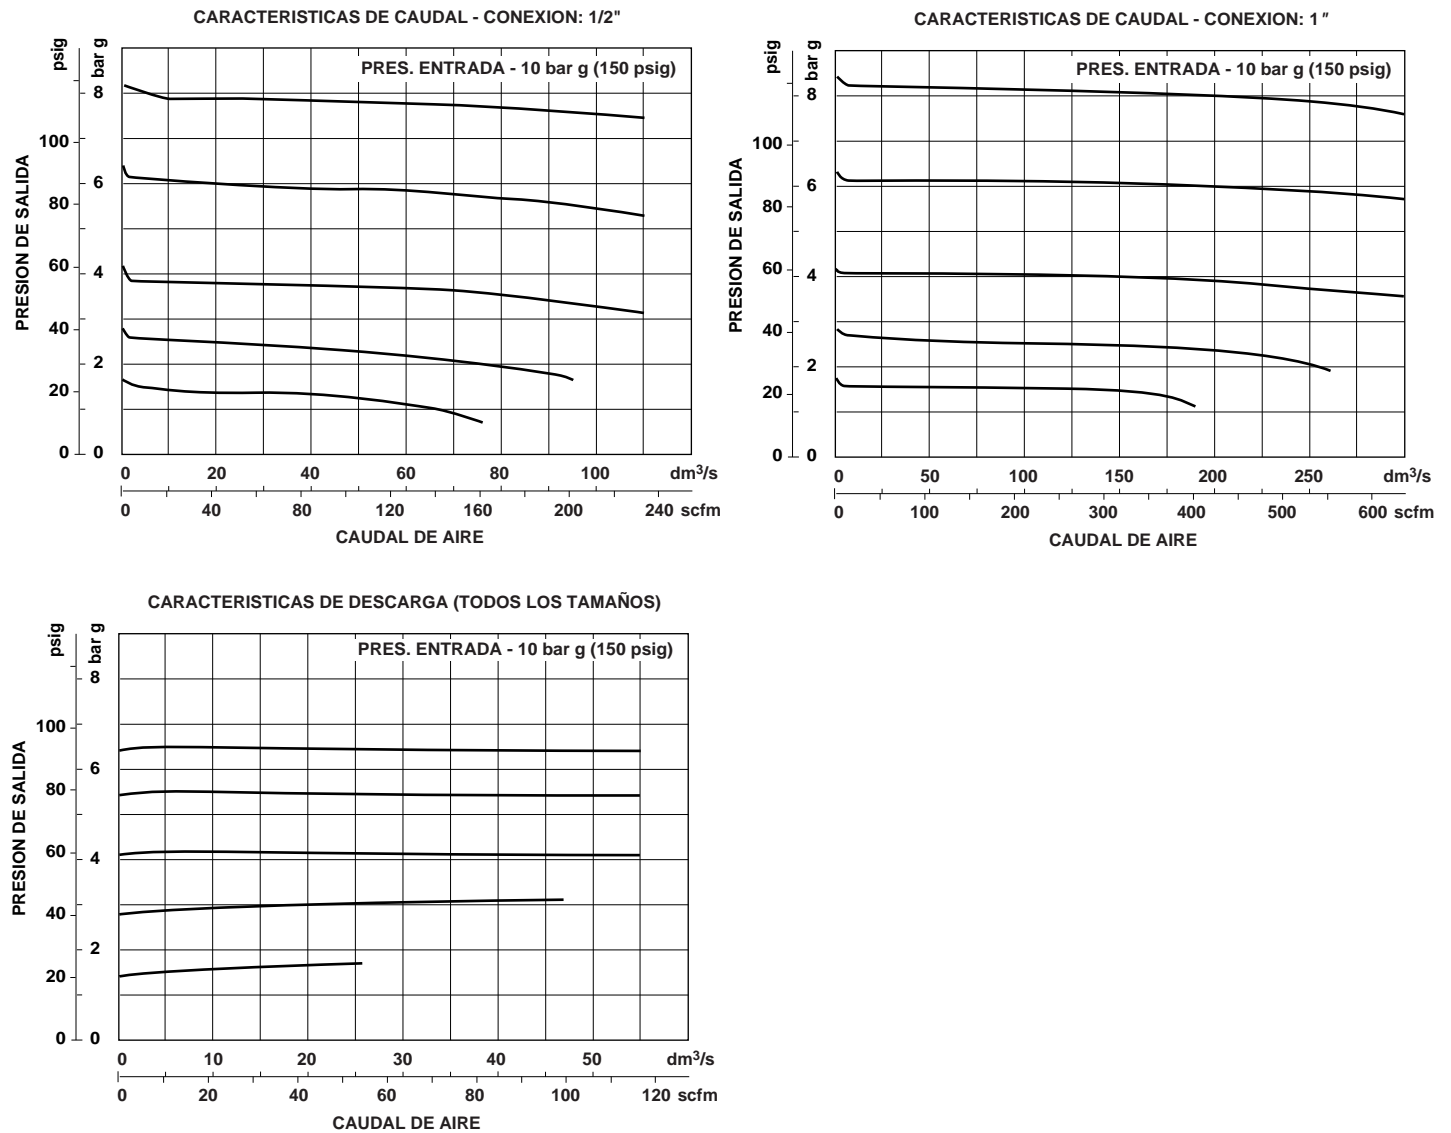 CARACTERISTICAS DE CAUDAL - CONEXION: 1/2"
PRES. ENTRADA - 10 bar g (150 psig)
psig
bar g
PRESION DE SALIDA
100
80
60
40
20
0
8
6
4
2
0
0 20 40 60 80 100 dm³/s
0 40 80 120 160 200 240 scfm
CAUDAL DE AIRE
CARACTERISTICAS DE CAUDAL - CONEXION: 1"
PRES. ENTRADA - 10 bar g (150 psig)
psig
bar g
PRESION DE SALIDA
100
80
60
40
20
0
8
6
4
2
0
0 50 100 150 200 250 dm³/s
0 100 200 300 400 500 600 scfm
CAUDAL DE AIRE
CARACTERISTICAS DE DESCARGA (TODOS LOS TAMAÑOS)
PRES. ENTRADA - 10 bar g (150 psig)
psig
bar g
PRESION DE SALIDA
100
80
60
40
20
0
8
6
4
2
0
0 10 20 30 40 50 dm³/s
0 20 40 60 80 100 120 scfm
CAUDAL DE AIRE